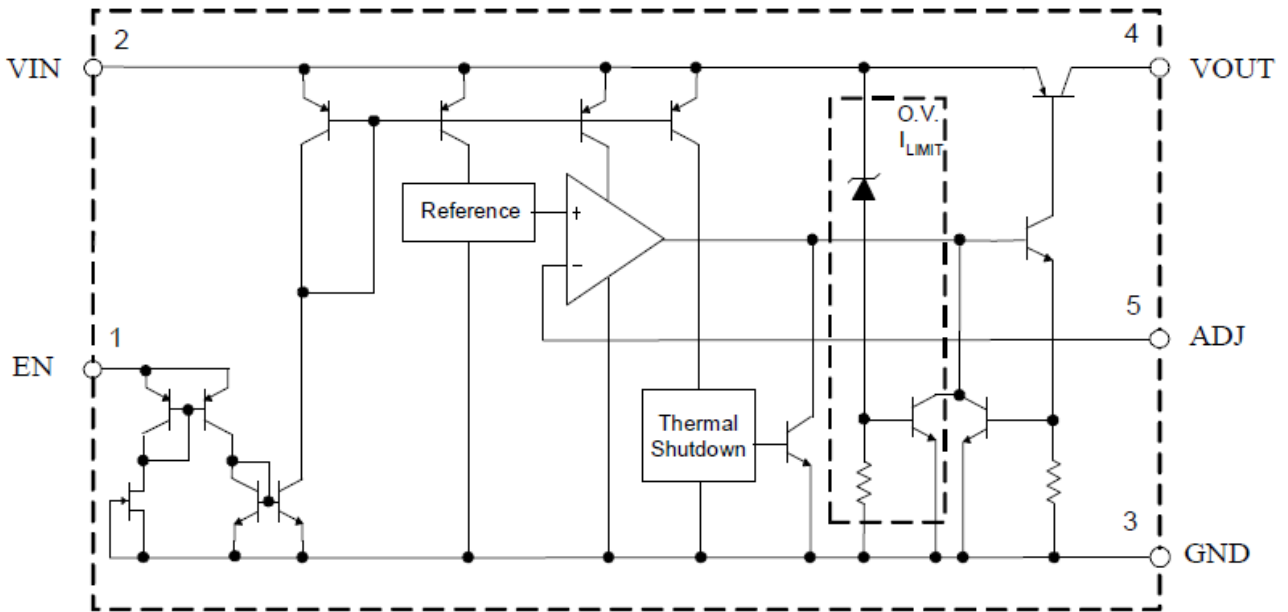 2
4
VIN
VOUT
O.V.
ILIMIT
Reference
+
−
5
ADJ
1
EN
Thermal
Shutdown
3
GND